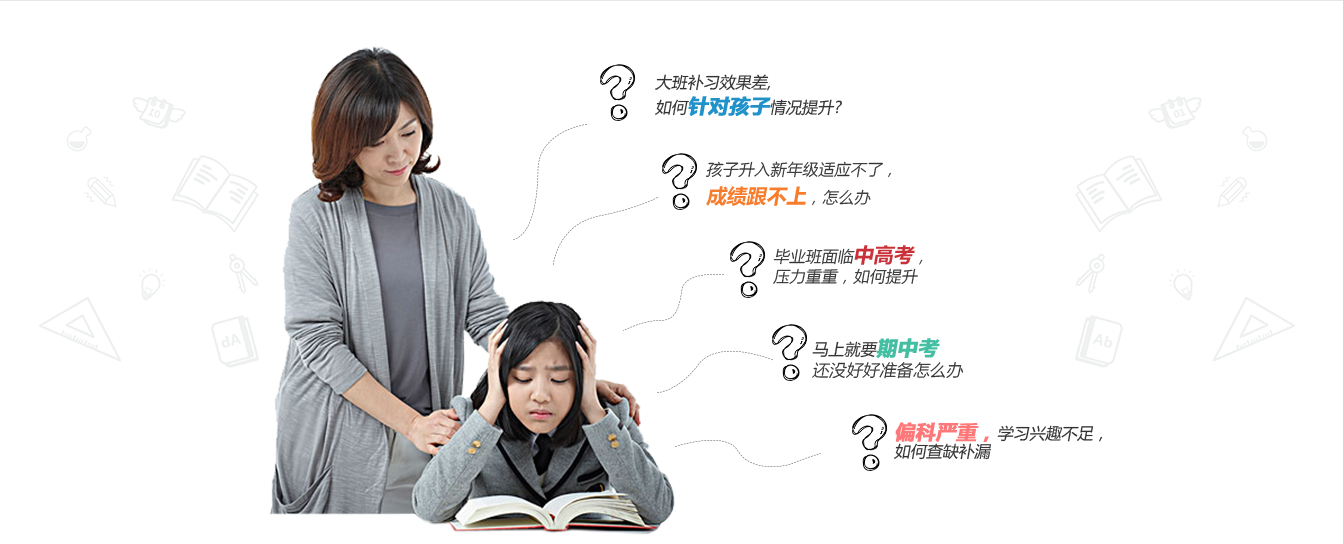 大班补习效果差,
如何针对孩子情况提升?
孩子升入新年级适应不了，
成绩跟不上，怎么办
毕业班面临中高考，
压力重重，如何提升
马上就要期中考
还没好好准备怎么办
偏科严重，学习兴趣不足，
如何查缺补漏
dA
Ab